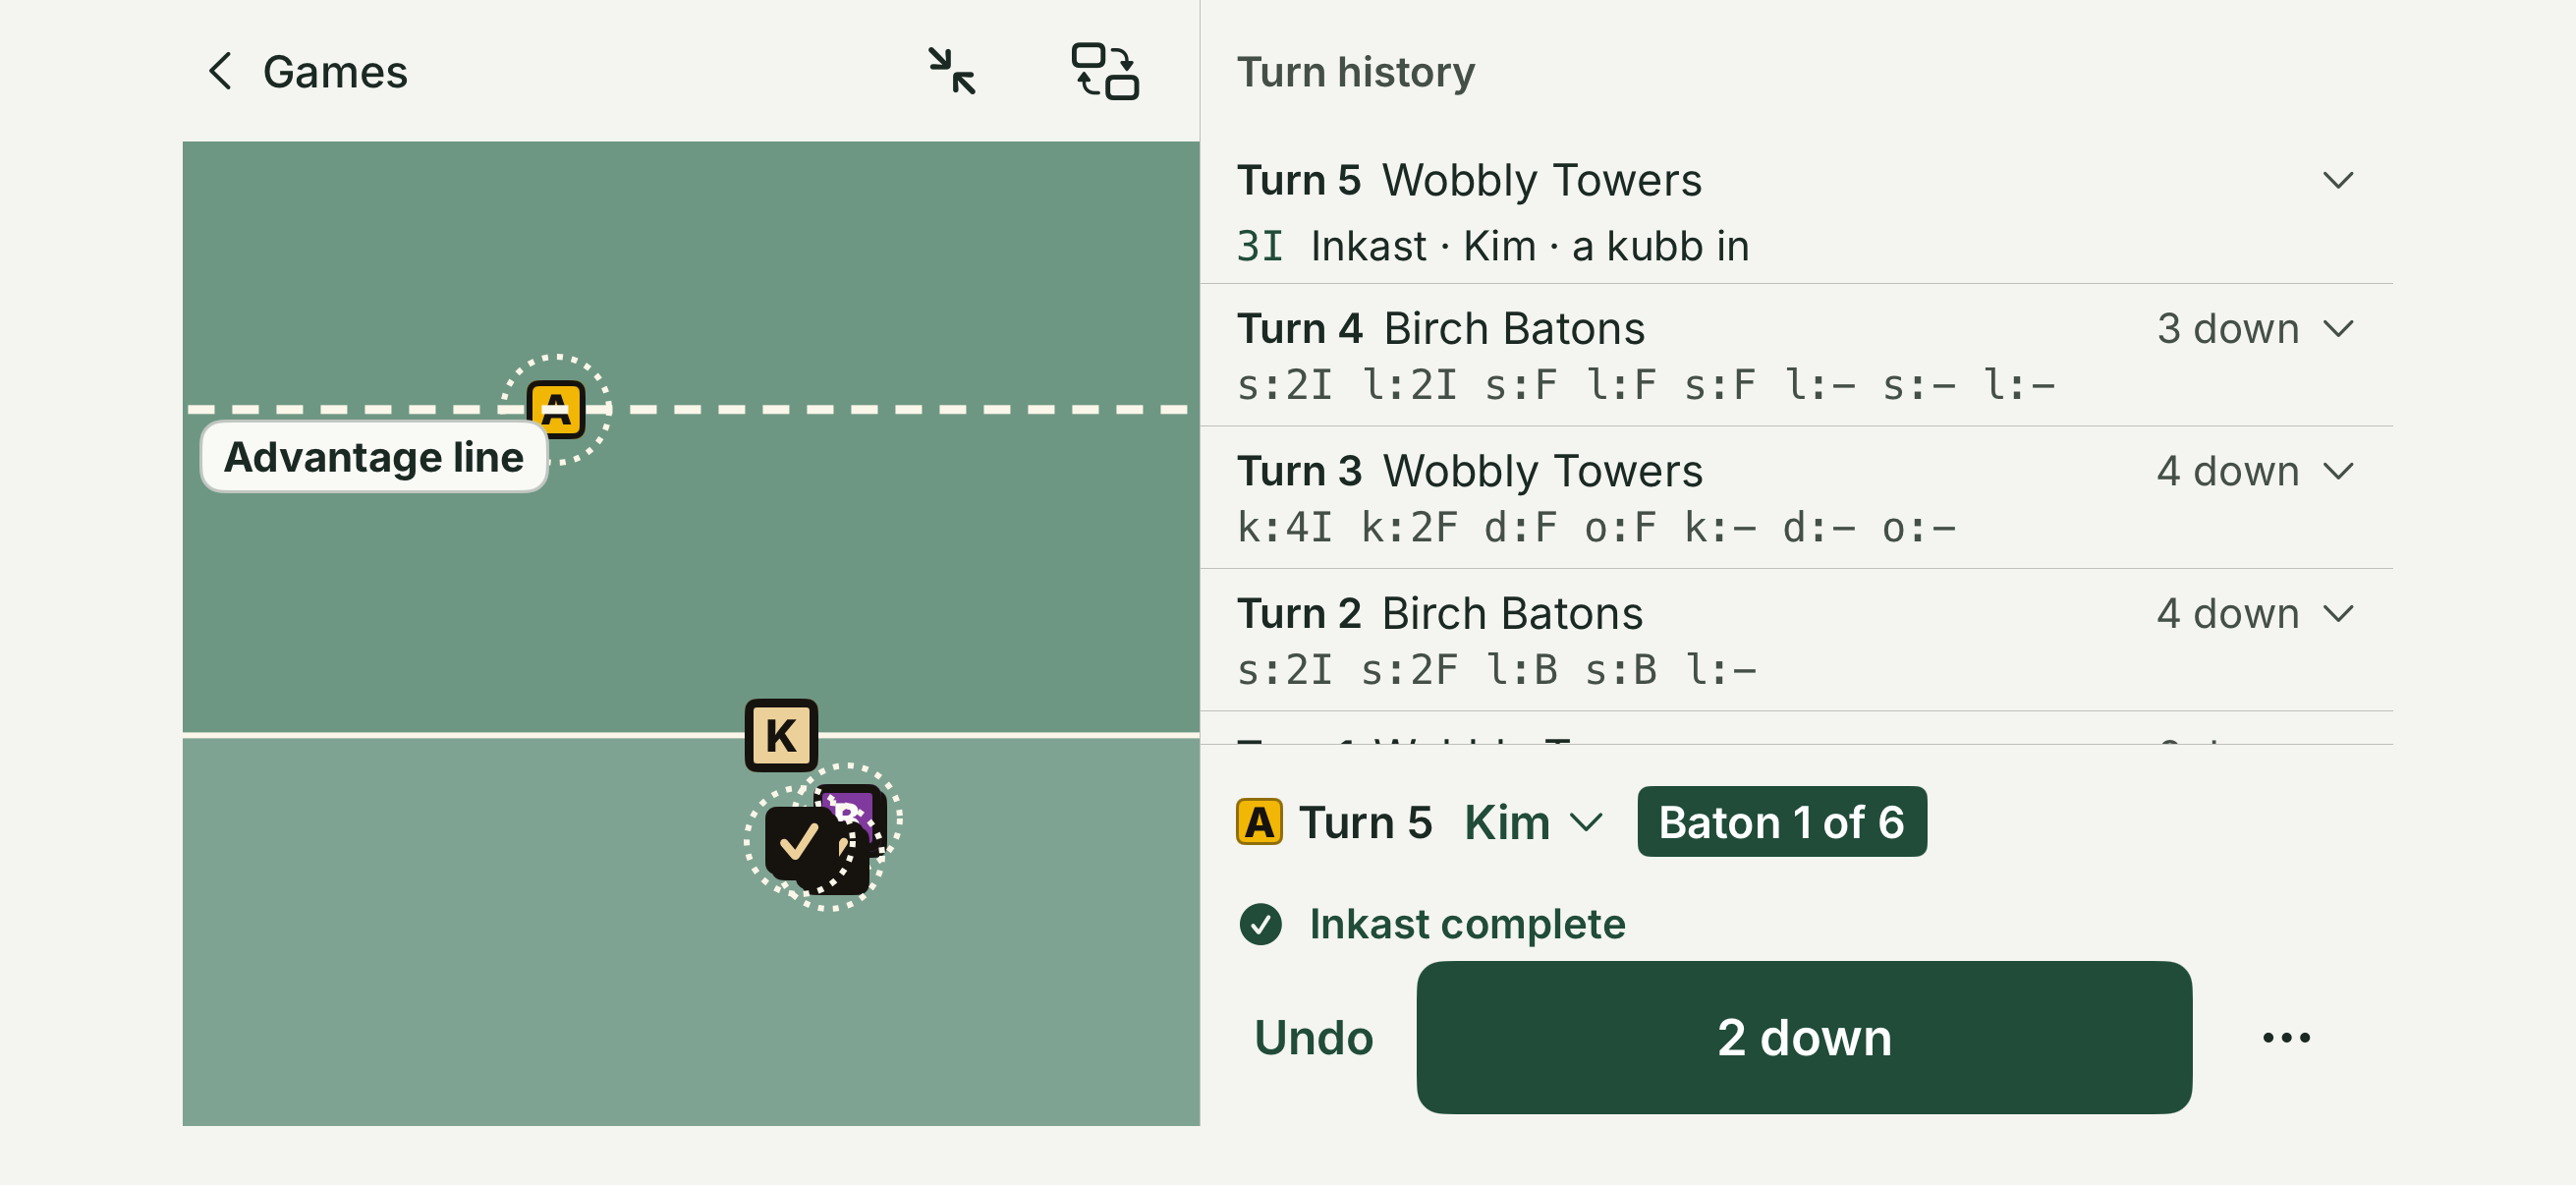 Games
A
Advantage line
K
Turn history
Turn 5 Wobbly Towers
3I Inkast · Kim · a kubb in
Turn 4 Birch Batons 3 down
s:2I l:2I s:F l:F s:F l:– s:– l:–
Turn 3 Wobbly Towers 4 down
k:4I k:2F d:F o:F k:– d:– o:–
Turn 2 Birch Batons 4 down
s:2I s:2F l:B s:B l:–
A Turn 5 Kim Baton 1 of 6
Inkast complete
Undo 2 down